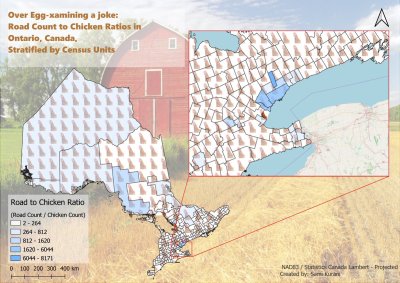 Over Egg-xamining a joke:
Road Count to Chicken Ratios in
Ontario, Canada,
Stratified by Census Units
Road to Chicken Ratio
(Road Count / Chicken Count)
2 - 264
264 - 812
812 - 1620
1620 - 6044
6044 - 8171
0 100 200 300 400 km
NAD83 / Statistics Canada Lambert - Projected
Created by: Sami Kurani